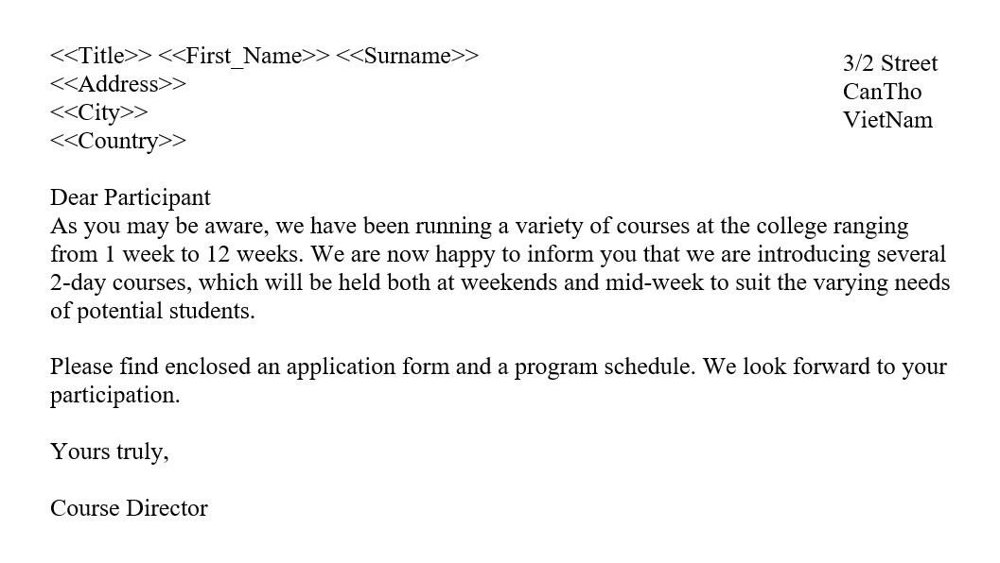 <<Title>> <<First_Name>> <<Surname>>
<<Address>>
<<City>>
<<Country>>
3/2 Street
CanTho
VietNam
Dear Participant
As you may be aware, we have been running a variety of courses at the college ranging
from 1 week to 12 weeks. We are now happy to inform you that we are introducing several
2-day courses, which will be held both at weekends and mid-week to suit the varying needs
of potential students.
Please find enclosed an application form and a program schedule. We look forward to your
participation.
Yours truly,
Course Director